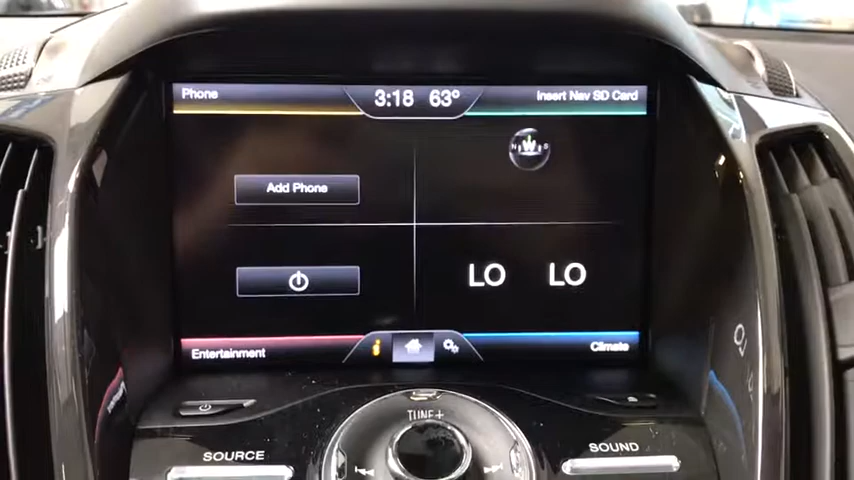 Phone
3:18 63°
Insert Nav SD Card
N W S
Add Phone
LO LO
Entertainment
Climate
TUNE+
SOURCE
SOUND